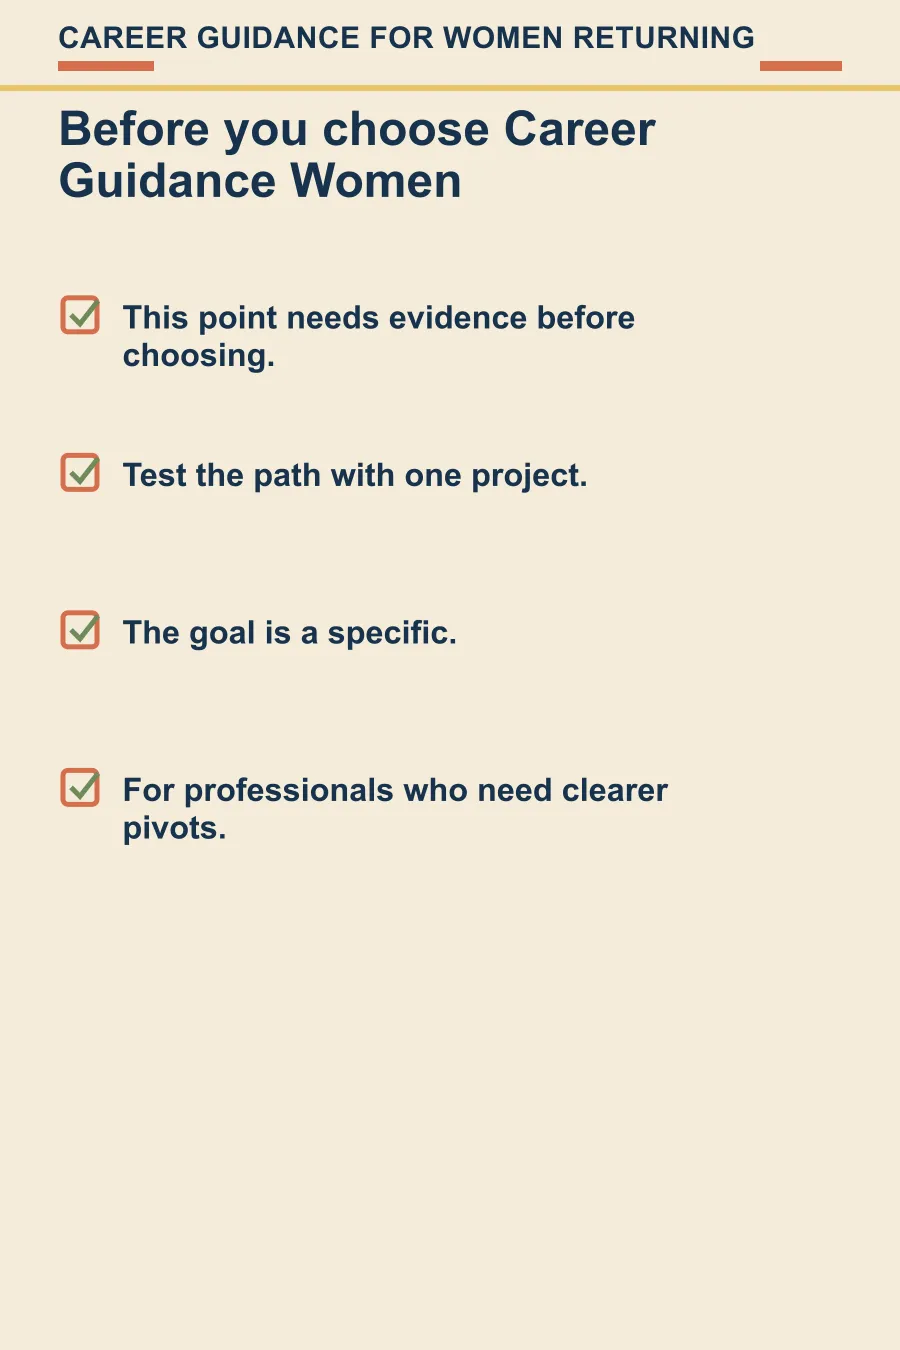 CAREER GUIDANCE FOR WOMEN RETURNING
Before you choose Career
Guidance Women
This point needs evidence before
choosing.
Test the path with one project.
The goal is a specific.
For professionals who need clearer
pivots.